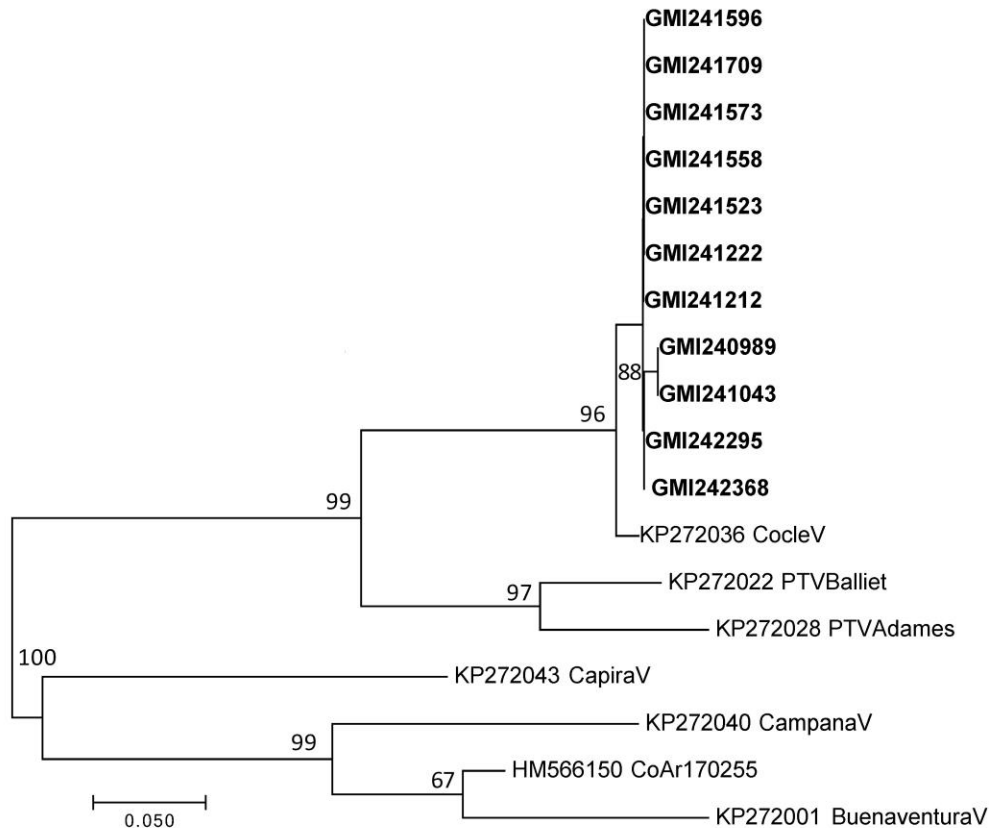 GMI241596
GMI241709
GMI241573
GMI241558
GMI241523
GMI241222
GMI241212
GMI240989
88
GMI241043
96
GMI242295
GMI242368
99
KP272036 CocleV
KP272022 PTVBalliet
97
KP272028 PTVAdames
100
KP272043 CapiraV
KP272040 CampanaV
99
HM566150 CoAr170255
67
KP272001 BuenaventuraV
0.050